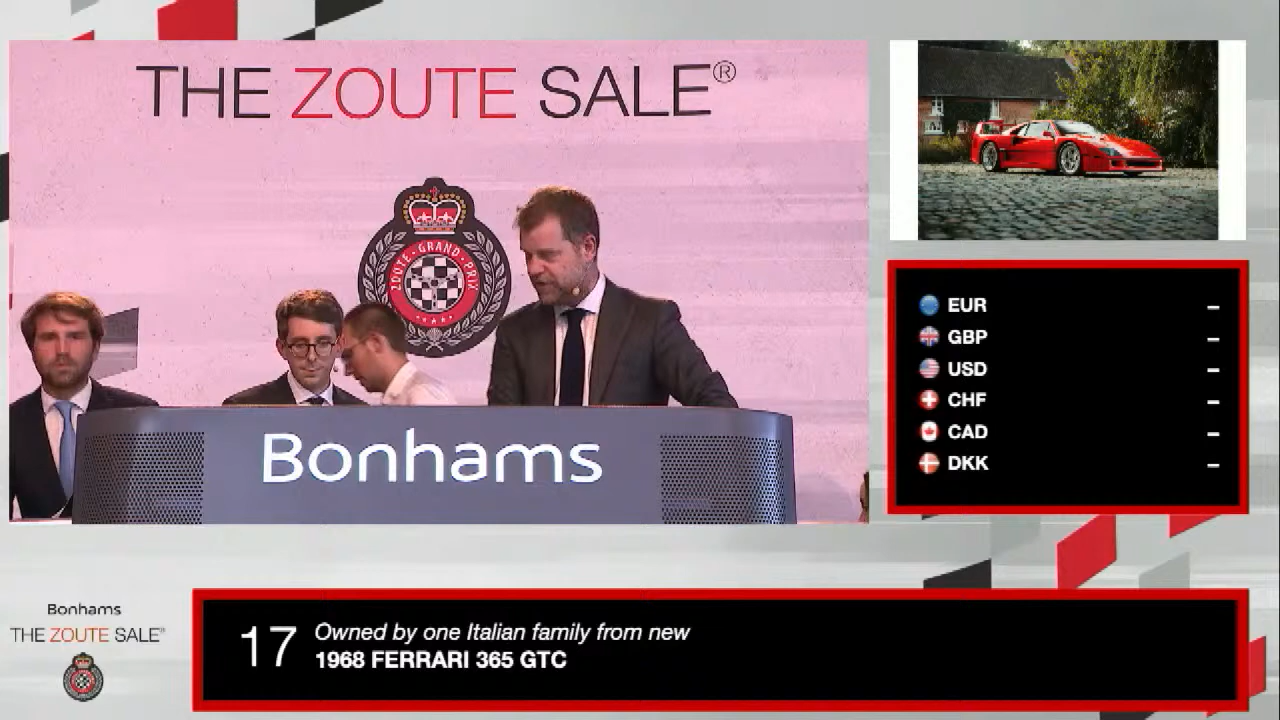 THE ZOUTE SALE®
ZOUTE·GRAND·PRIX
Bonhams
EUR –
GBP –
USD –
CHF –
CAD –
DKK –
Bonhams
THE ZOUTE SALE®
17
Owned by one Italian family from new
1968 FERRARI 365 GTC